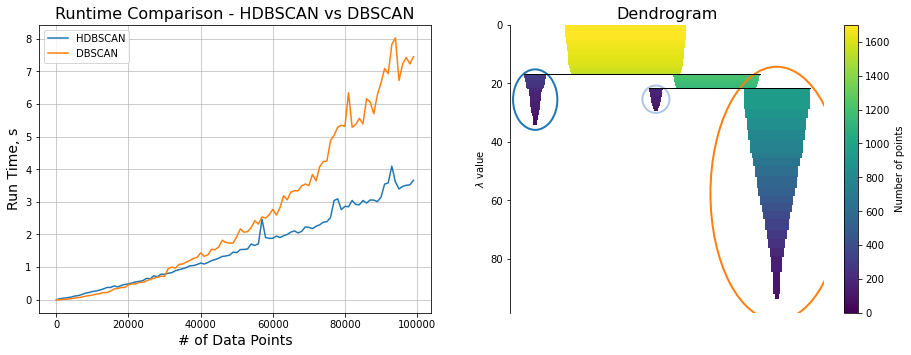 Runtime Comparison - HDBSCAN vs DBSCAN
HDBSCAN
DBSCAN
8
7
6
5
4
3
2
1
0
Run Time, s
0 20000 40000 60000 80000 100000
# of Data Points
Dendrogram
0
20
40
60
80
λ value
1600
1400
1200
1000
800
600
400
200
0
Number of points